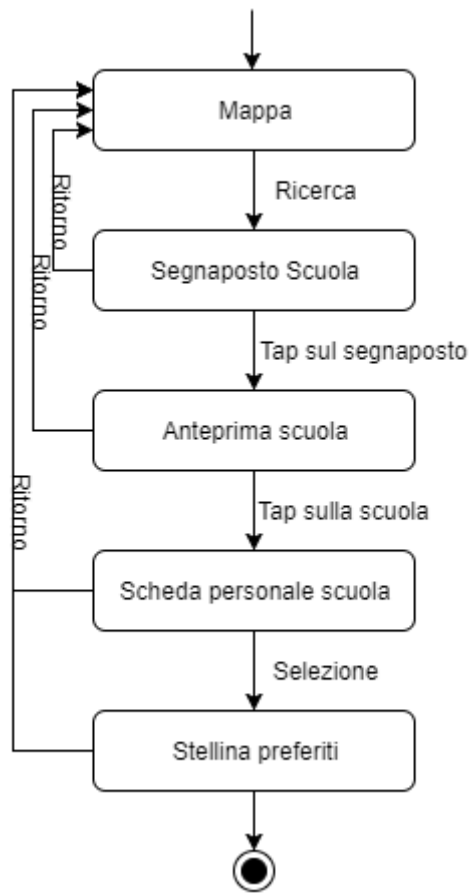 Mappa
Ricerca
Ritorno
Segnaposto Scuola
Ritorno
Tap sul segnaposto
Anteprima scuola
Ritorno
Tap sulla scuola
Scheda personale scuola
Selezione
Stellina preferiti